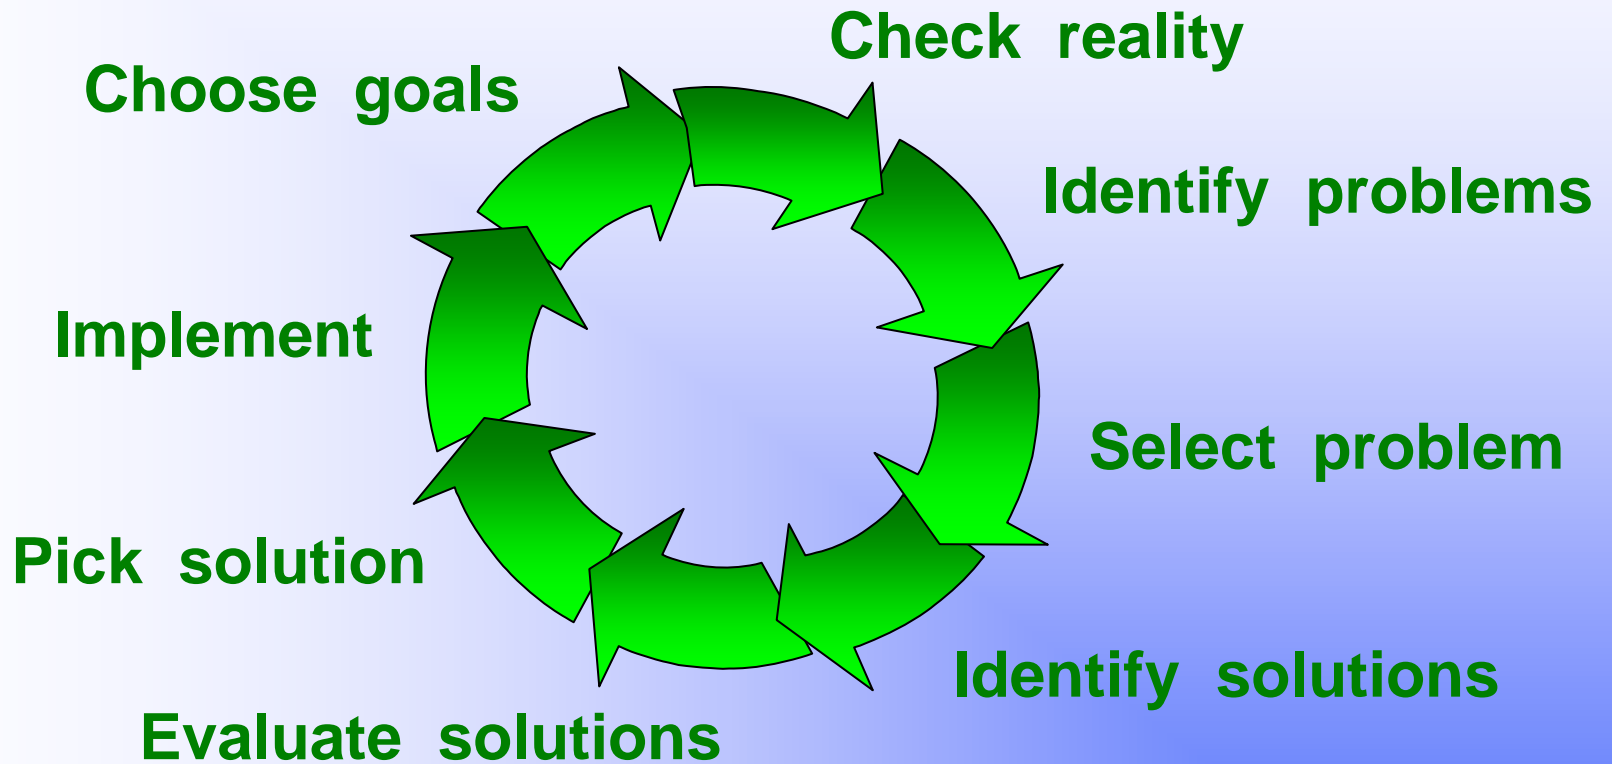 Check reality
Choose goals
Identify problems
Implement
Select problem
Pick solution
Identify solutions
Evaluate solutions